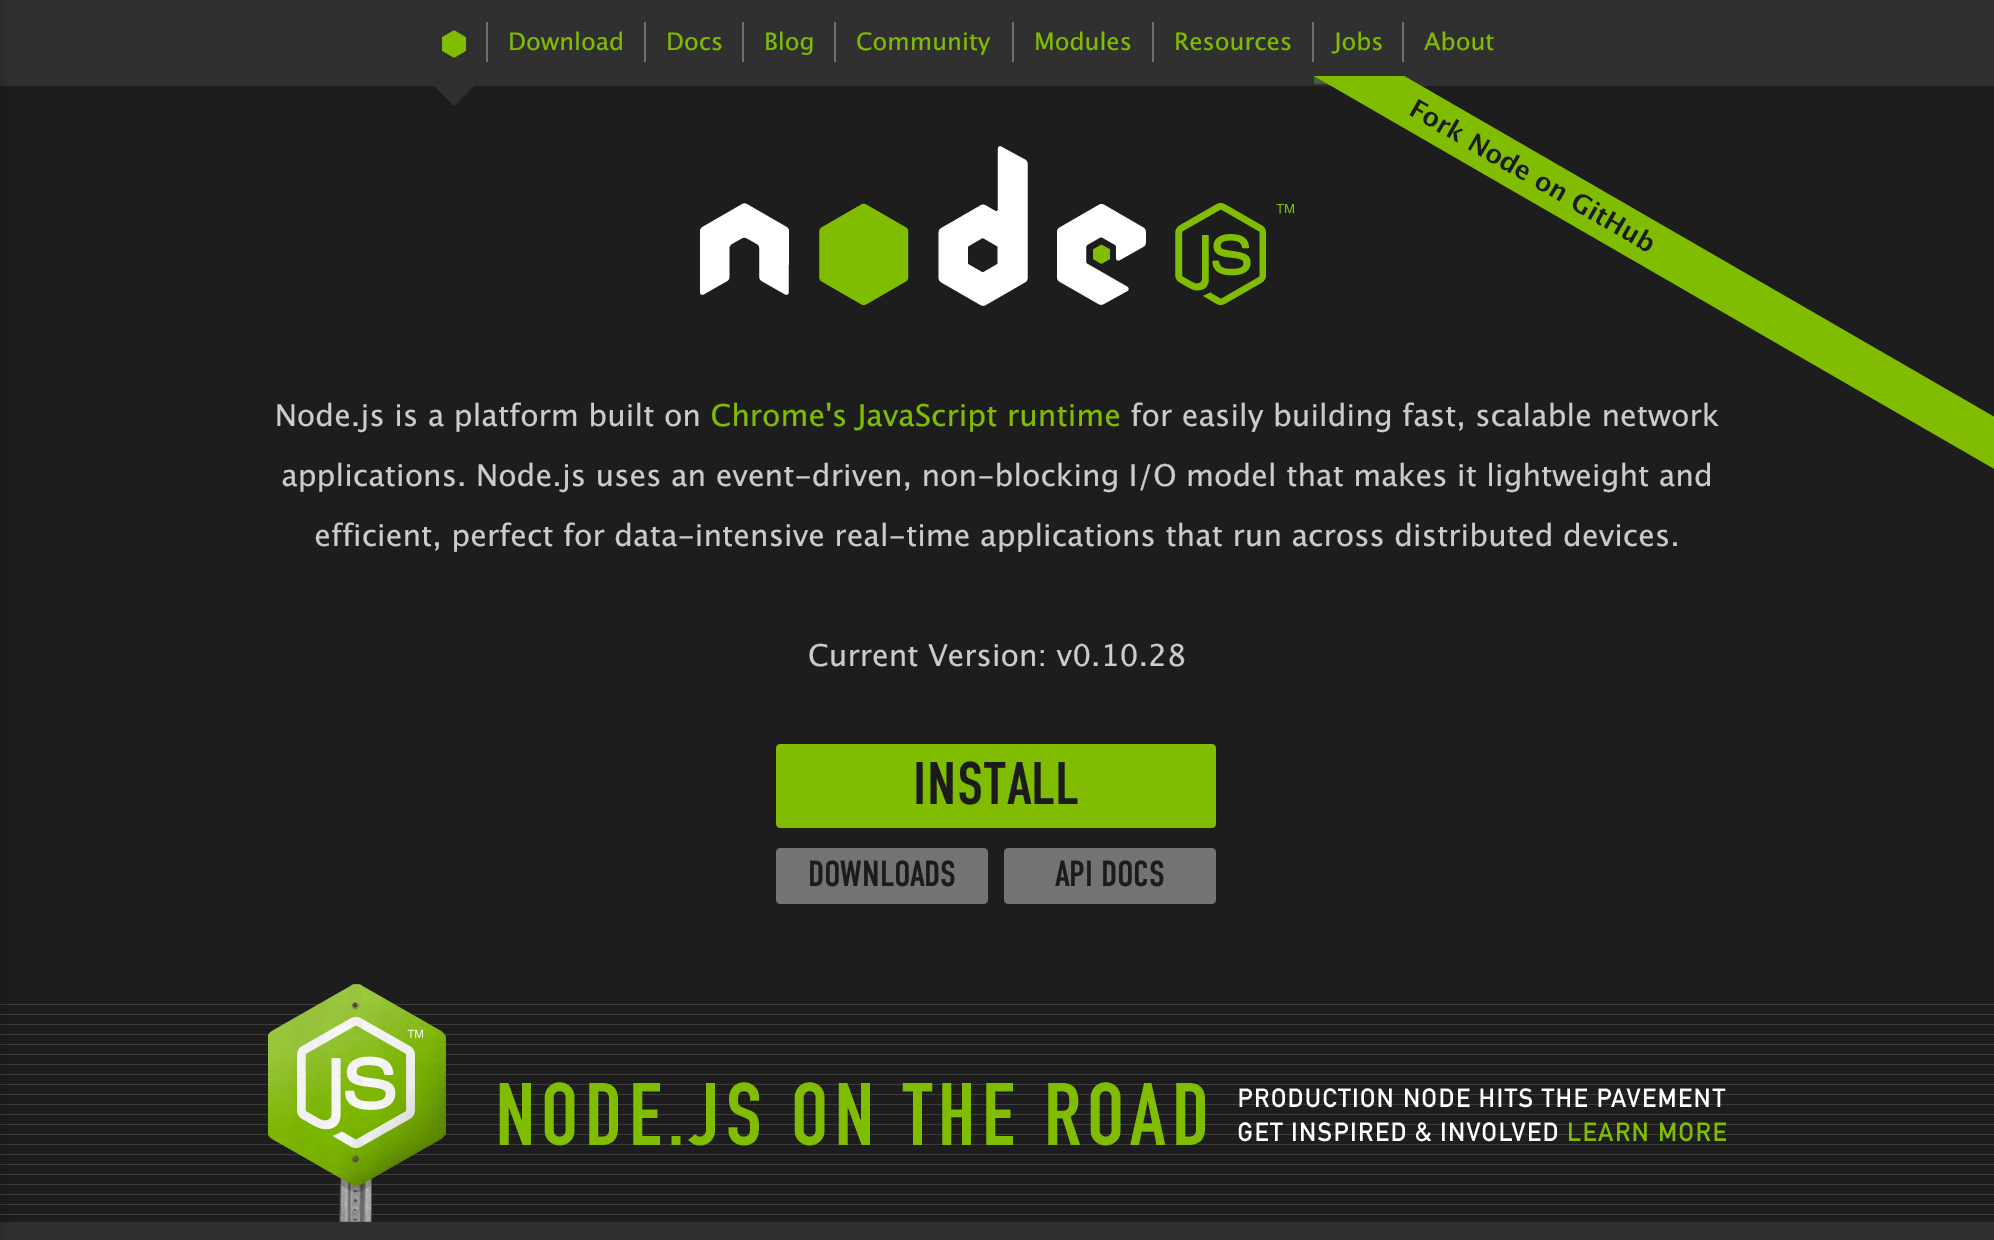 Download Docs Blog Community Modules Resources Jobs About
Fork Node on GitHub
node JS TM
Node.js is a platform built on Chrome's JavaScript runtime for easily building fast, scalable network
applications. Node.js uses an event-driven, non-blocking I/O model that makes it lightweight and
efficient, perfect for data-intensive real-time applications that run across distributed devices.
Current Version: v0.10.28
INSTALL
DOWNLOADS API DOCS
JS TM
NODE.JS ON THE ROAD
PRODUCTION NODE HITS THE PAVEMENT
GET INSPIRED & INVOLVED LEARN MORE